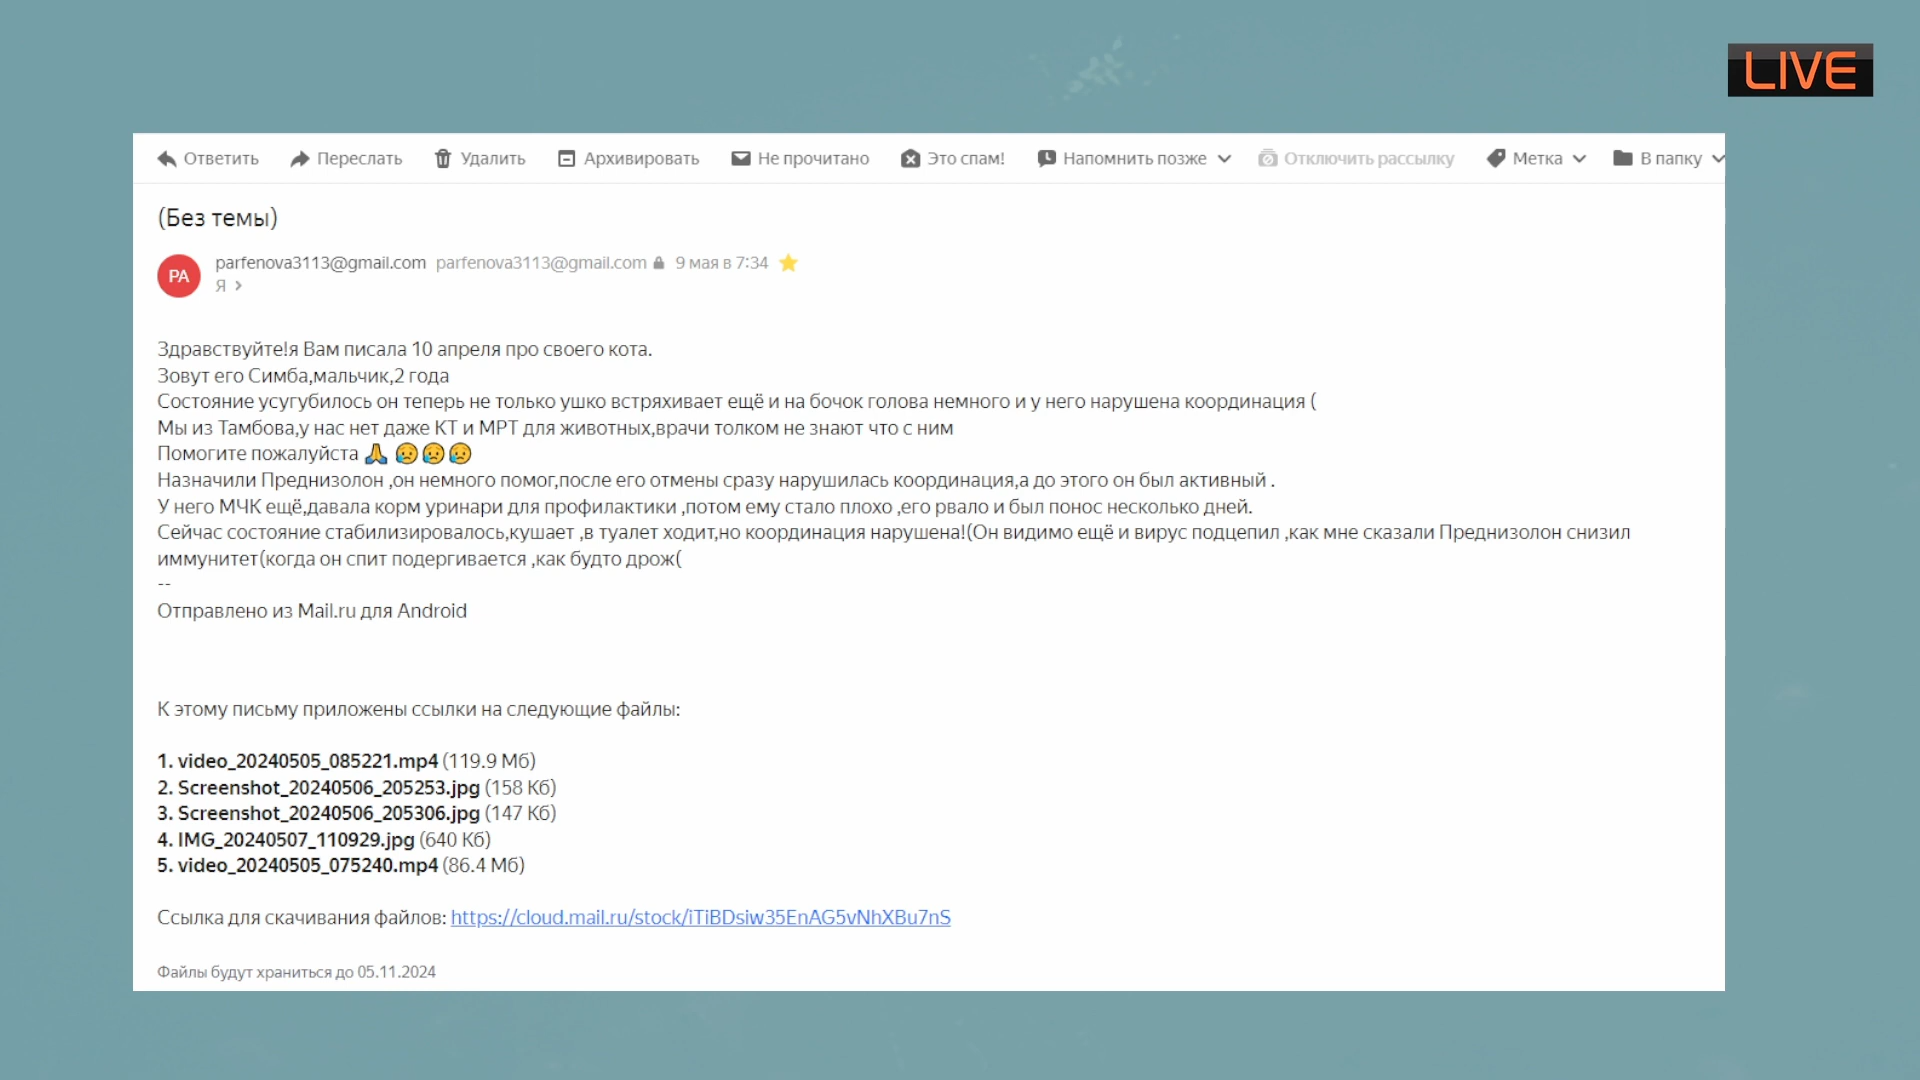 LIVE
Ответить Переслать Удалить Архивировать Не прочитано Это спам! Напомнить позже Отключить рассылку Метка В папку
(Без темы)
PA parfenova3113@gmail.com parfenova3113@gmail.com 9 мая в 7:34
Я >
Здравствуйте!я Вам писала 10 апреля про своего кота.
Зовут его Симба,мальчик,2 года
Состояние усугубилось он теперь не только ушко встряхивает ещё и на бочок голова немного и у него нарушена координация (
Мы из Тамбова,у нас нет даже КТ и МРТ для животных,врачи толком не знают что с ним
Помогите пожалуйста 🙏 😥😥😥
Назначили Преднизолон ,он немного помог,после его отмены сразу нарушилась координация,а до этого он был активный .
У него МЧК ещё,давала корм уринари для профилактики ,потом ему стало плохо ,его рвало и был понос несколько дней.
Сейчас состояние стабилизировалось,кушает ,в туалет ходит,но координация нарушена!(Он видимо ещё и вирус подцепил ,как мне сказали Преднизолон снизил
иммунитет(когда он спит подергивается ,как будто дрож(
--
Отправлено из Mail.ru для Android
К этому письму приложены ссылки на следующие файлы:
1. video_20240505_085221.mp4 (119.9 Мб)
2. Screenshot_20240506_205253.jpg (158 Кб)
3. Screenshot_20240506_205306.jpg (147 Кб)
4. IMG_20240507_110929.jpg (640 Кб)
5. video_20240505_075240.mp4 (86.4 Мб)
Ссылка для скачивания файлов: https://cloud.mail.ru/stock/iTiBDsiw35EnAG5vNhXBu7nS
Файлы будут храниться до 05.11.2024